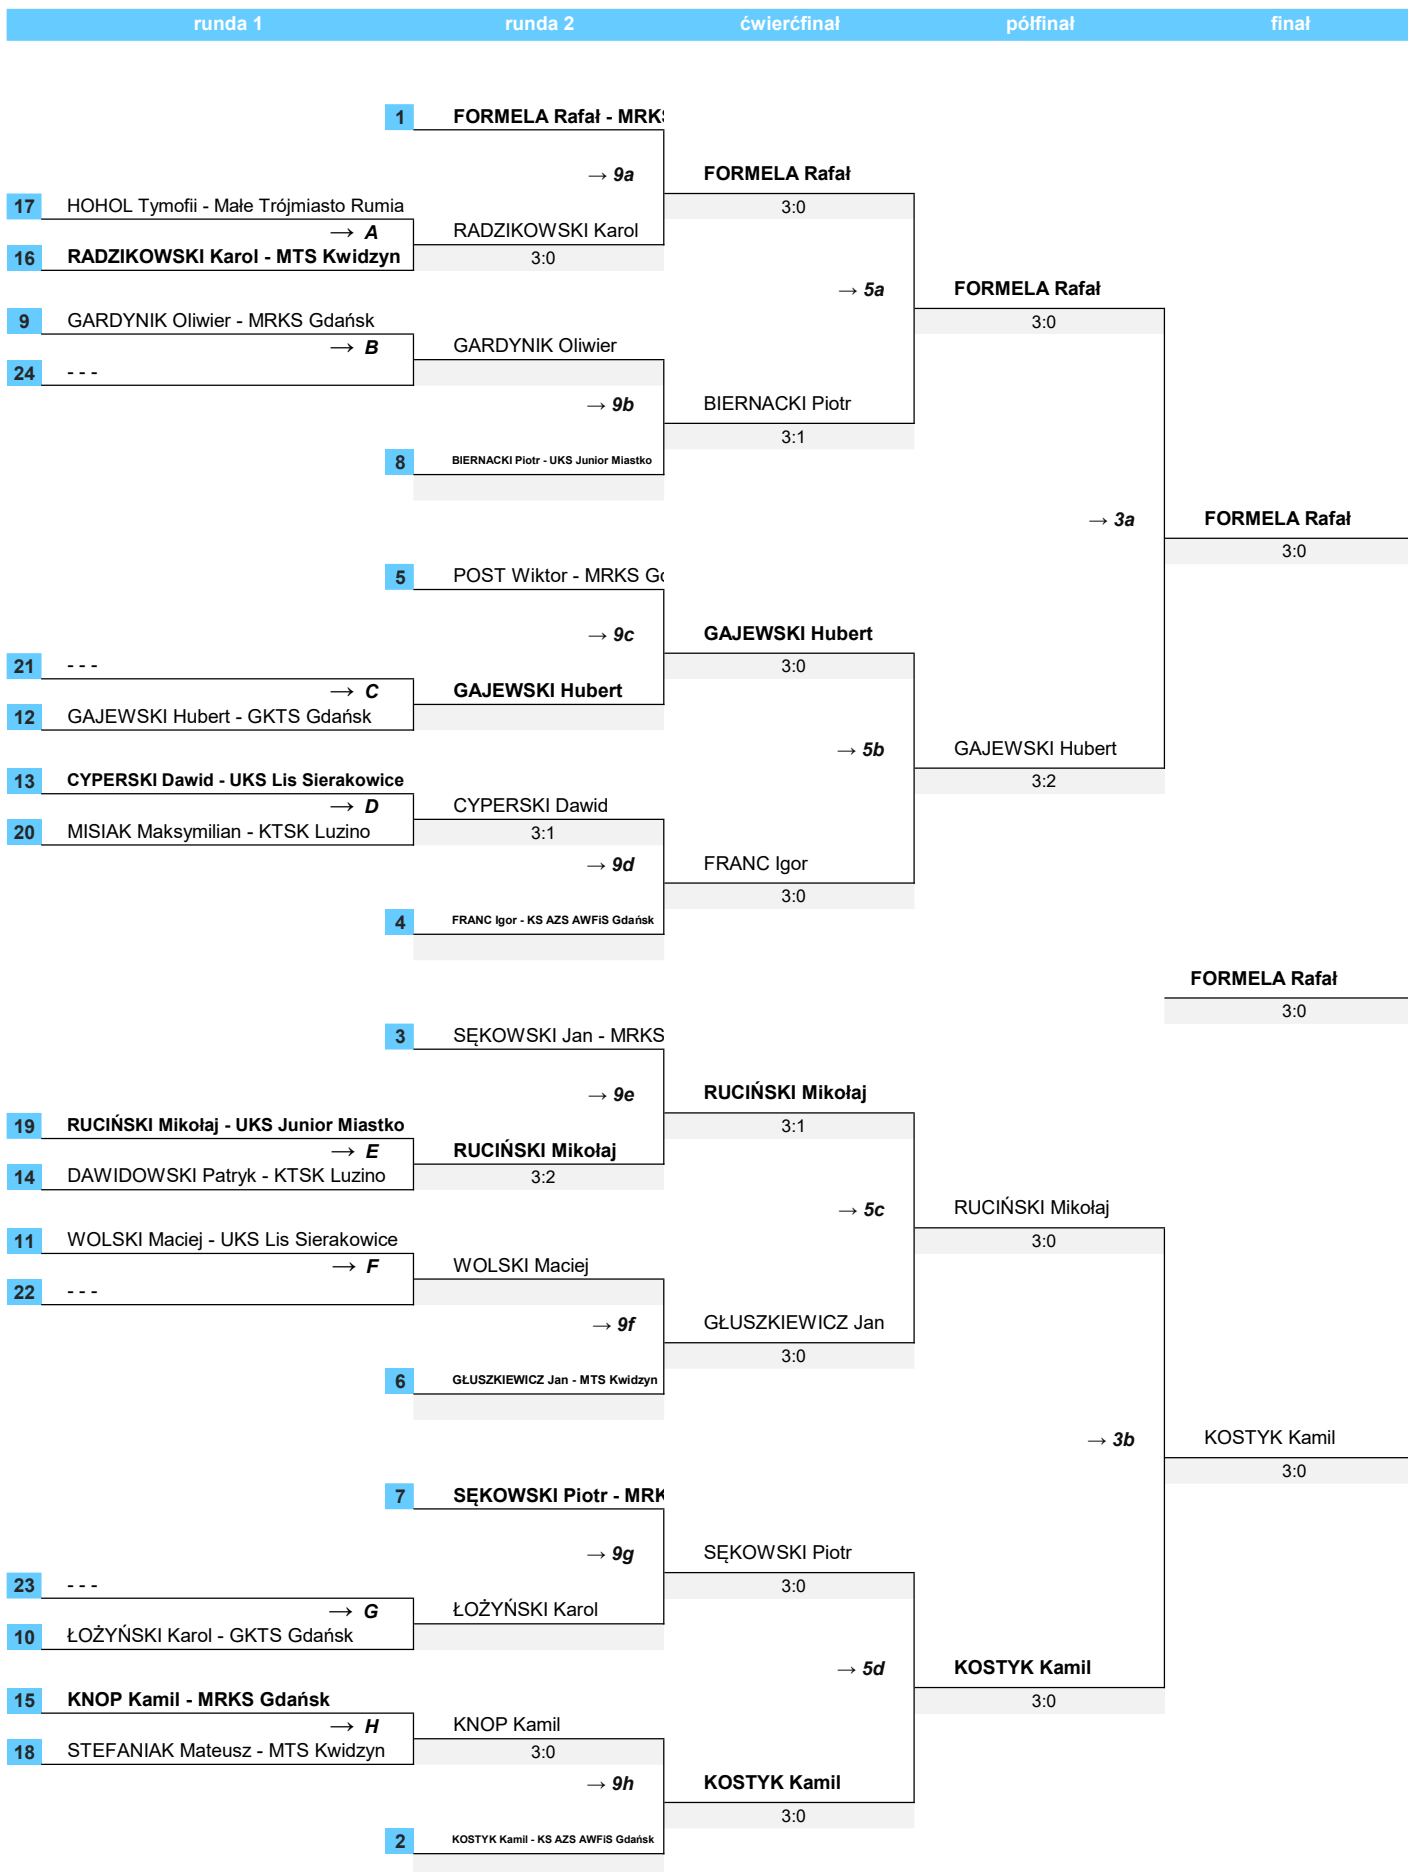 runda 1 runda 2 ćwierćfinał półfinał finał
1 FORMELA Rafał - MRKS
→ 9a FORMELA Rafał
17 HOHOL Tymofii - Małe Trójmiasto Rumia 3:0
→ A RADZIKOWSKI Karol
16 RADZIKOWSKI Karol - MTS Kwidzyn 3:0
→ 5a FORMELA Rafał
9 GARDYNIK Oliwier - MRKS Gdańsk 3:0
→ B GARDYNIK Oliwier
24 - - -
→ 9b BIERNACKI Piotr
3:1
8 BIERNACKI Piotr - UKS Junior Miastko
→ 3a FORMELA Rafał
3:0
5 POST Wiktor - MRKS Gd
→ 9c GAJEWSKI Hubert
21 - - - 3:0
→ C GAJEWSKI Hubert
12 GAJEWSKI Hubert - GKTS Gdańsk
→ 5b GAJEWSKI Hubert
13 CYPERSKI Dawid - UKS Lis Sierakowice 3:2
→ D CYPERSKI Dawid
20 MISIAK Maksymilian - KTSK Luzino 3:1
→ 9d FRANC Igor
3:0
4 FRANC Igor - KS AZS AWFiS Gdańsk
FORMELA Rafał
3:0
3 SĘKOWSKI Jan - MRKS
→ 9e RUCIŃSKI Mikołaj
19 RUCIŃSKI Mikołaj - UKS Junior Miastko 3:1
→ E RUCIŃSKI Mikołaj
14 DAWIDOWSKI Patryk - KTSK Luzino 3:2
→ 5c RUCIŃSKI Mikołaj
11 WOLSKI Maciej - UKS Lis Sierakowice 3:0
→ F WOLSKI Maciej
22 - - -
→ 9f GŁUSZKIEWICZ Jan
3:0
6 GŁUSZKIEWICZ Jan - MTS Kwidzyn
→ 3b KOSTYK Kamil
3:0
7 SĘKOWSKI Piotr - MRK
→ 9g SĘKOWSKI Piotr
23 - - - 3:0
→ G ŁOŻYŃSKI Karol
10 ŁOŻYŃSKI Karol - GKTS Gdańsk
→ 5d KOSTYK Kamil
15 KNOP Kamil - MRKS Gdańsk 3:0
→ H KNOP Kamil
18 STEFANIAK Mateusz - MTS Kwidzyn 3:0
→ 9h KOSTYK Kamil
3:0
2 KOSTYK Kamil - KS AZS AWFiS Gdańsk